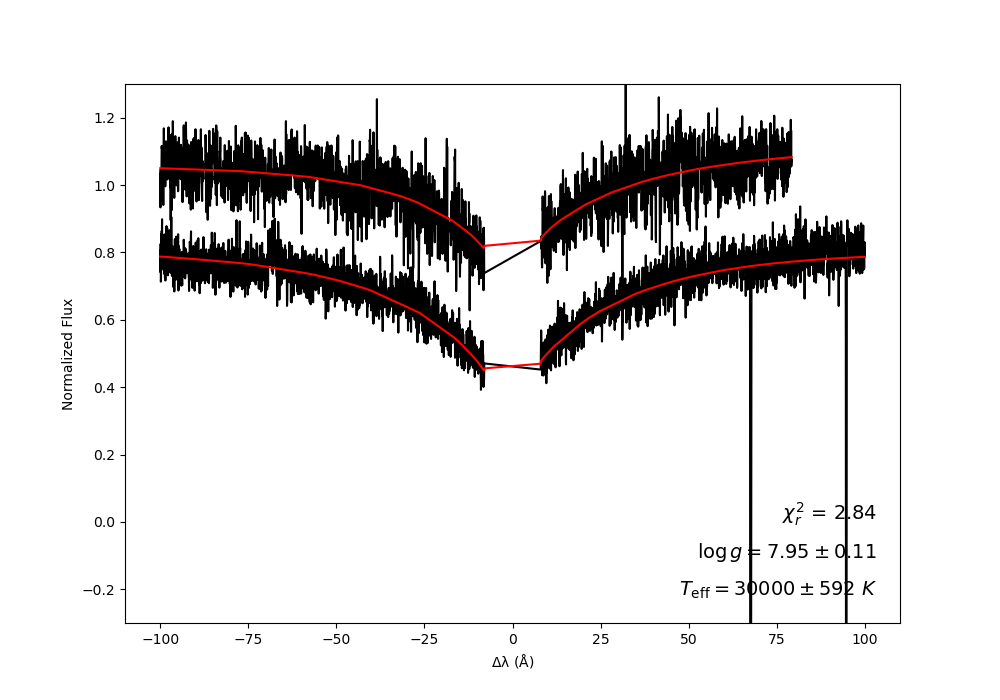 1.2
1.0
0.8
0.6
0.4
0.2
0.0
−0.2
Normalized Flux
χ²ᵣ = 2.84
log g = 7.95 ± 0.11
T_eff = 30000 ± 592 K
−100 −75 −50 −25 0 25 50 75 100
Δλ (Å)